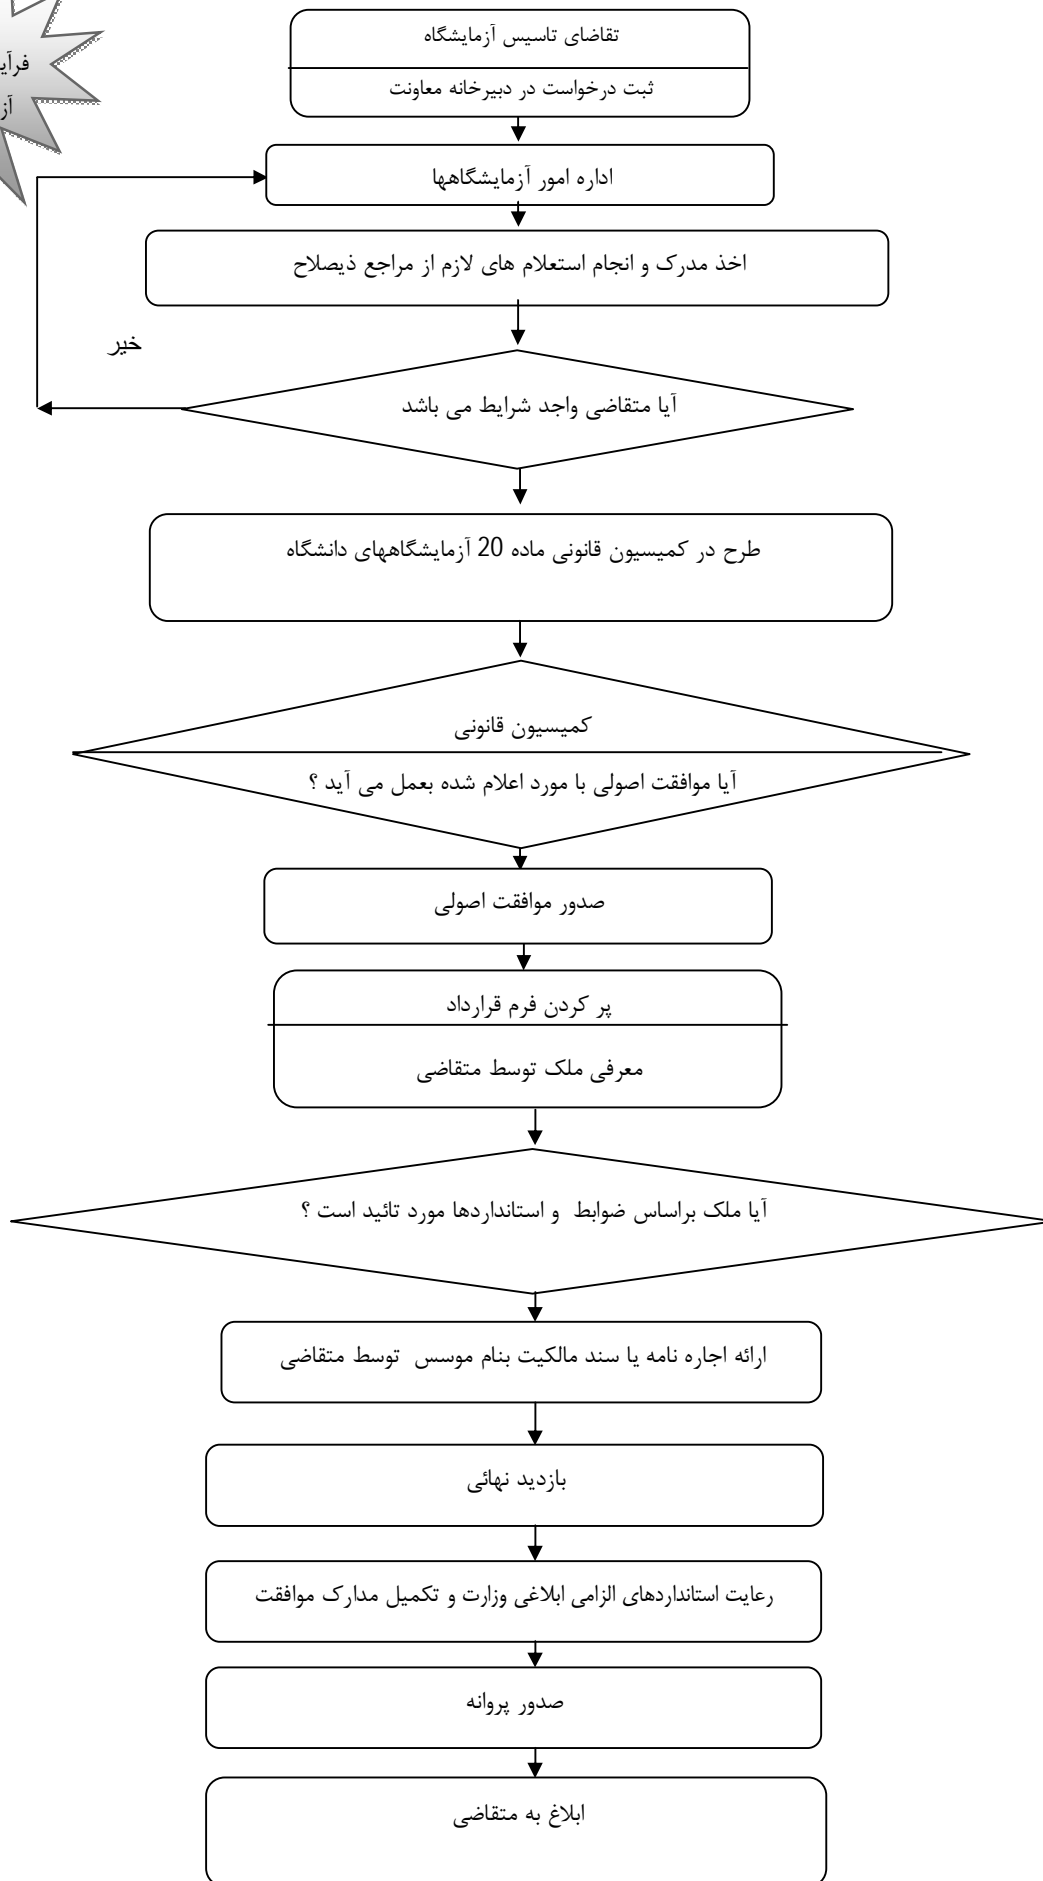 تقاضای تاسیس آزمایشگاه
ثبت درخواست در دبیرخانه معاونت
اداره امور آزمایشگاهها
اخذ مدرک و انجام استعلام های لازم از مراجع ذیصلاح
خیر
آیا متقاضی واجد شرایط می باشد
طرح در کمیسیون قانونی ماده 20 آزمایشگاههای دانشگاه
کمیسیون قانونی
آیا موافقت اصولی با مورد اعلام شده بعمل می آید ؟
صدور موافقت اصولی
پر کردن فرم قرارداد
معرفی ملک توسط متقاضی
آیا ملک براساس ضوابط و استانداردها مورد تائید است ؟
ارائه اجاره نامه یا سند مالکیت بنام موسس توسط متقاضی
بازدید نهائی
رعایت استانداردهای الزامی ابلاغی وزارت و تکمیل مدارک موافقت
صدور پروانه
ابلاغ به متقاضی